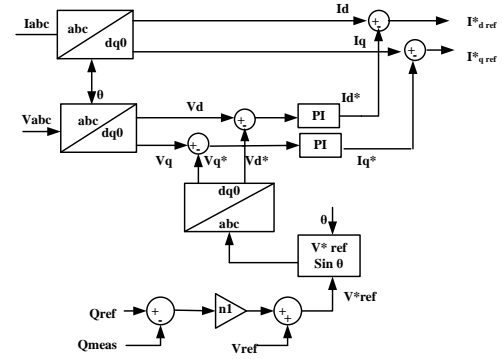 Id
I*d ref
Iabc
abc
dq0
Iq
I*q ref
θ
Vabc
abc
dq0
Vd
PI
Id*
Vq
Vq*
Vd*
PI
Iq*
dq0
abc
θ
V* ref
Sin θ
V*ref
Qref
n1
Qmeas
Vref
+
-
+
-
+
-
+
-
+
-
+
+